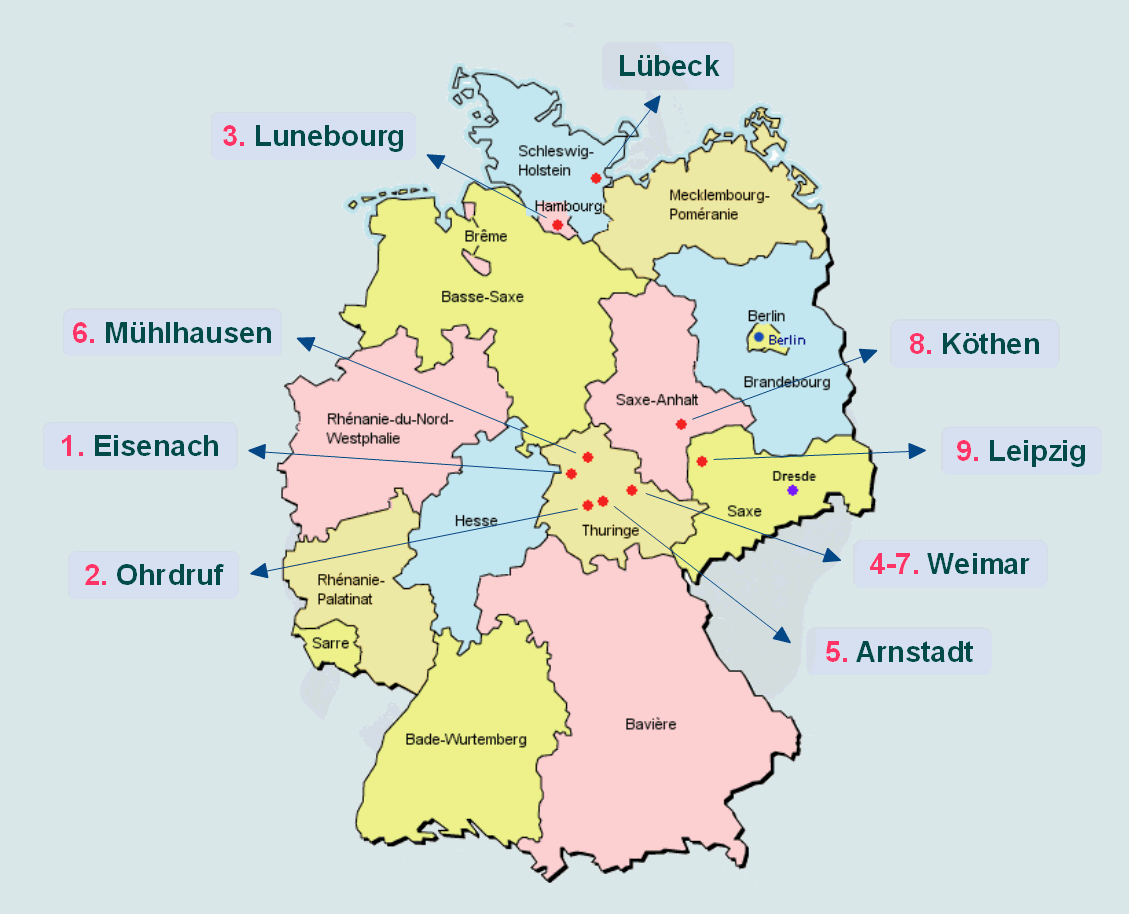 Lübeck
3. Lunebourg
Schleswig-
Holstein
Mecklembourg-
Poméranie
Hambourg
Brême
Basse-Saxe
6. Mühlhausen
Berlin
Berlin
8. Köthen
Brandebourg
Saxe-Anhalt
Rhénanie-du-Nord-
Westphalie
1. Eisenach
9. Leipzig
Dresde
Saxe
Hesse
Thuringe
4-7. Weimar
2. Ohrdruf
Rhénanie-
Palatinat
Sarre
5. Arnstadt
Bavière
Bade-Wurtemberg